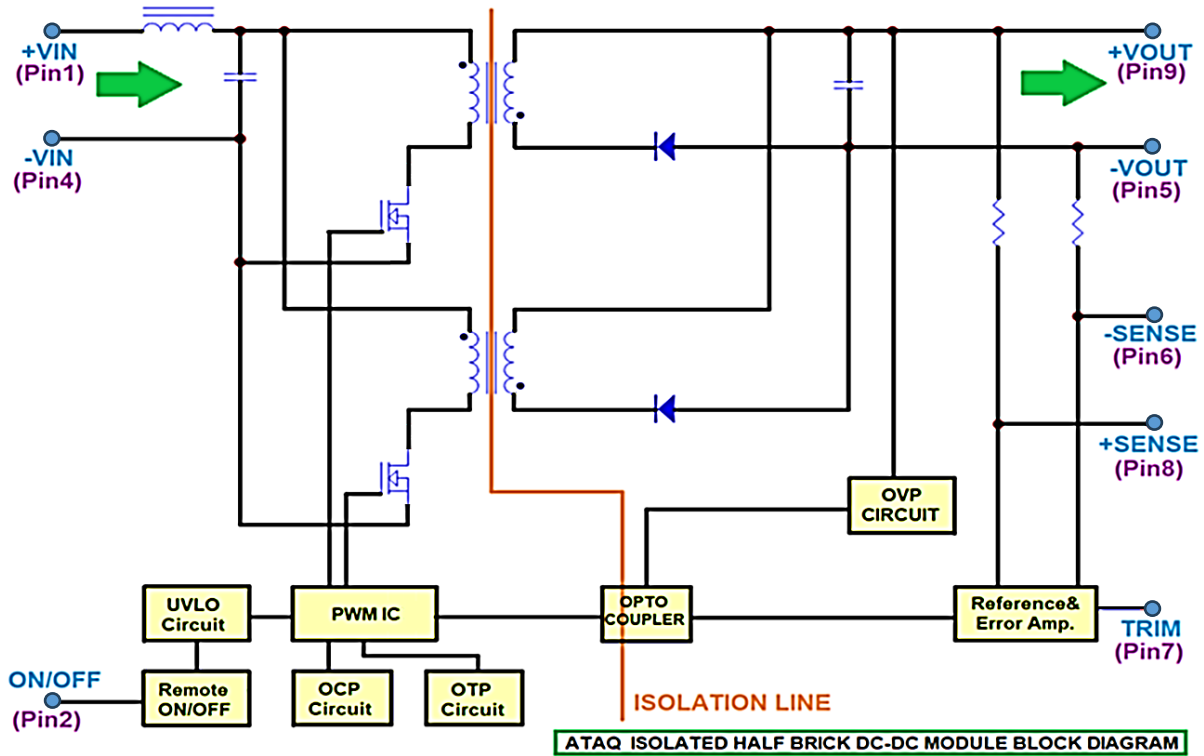 +VIN
(Pin1)
-VIN
(Pin4)
+VOUT
(Pin9)
-VOUT
(Pin5)
-SENSE
(Pin6)
+SENSE
(Pin8)
OVP
CIRCUIT
UVLO
Circuit
PWM IC
OPTO
COUPLER
Reference&
Error Amp.
TRIM
(Pin7)
ON/OFF
(Pin2)
Remote
ON/OFF
OCP
Circuit
OTP
Circuit
ISOLATION LINE
ATAQ ISOLATED HALF BRICK DC-DC MODULE BLOCK DIAGRAM